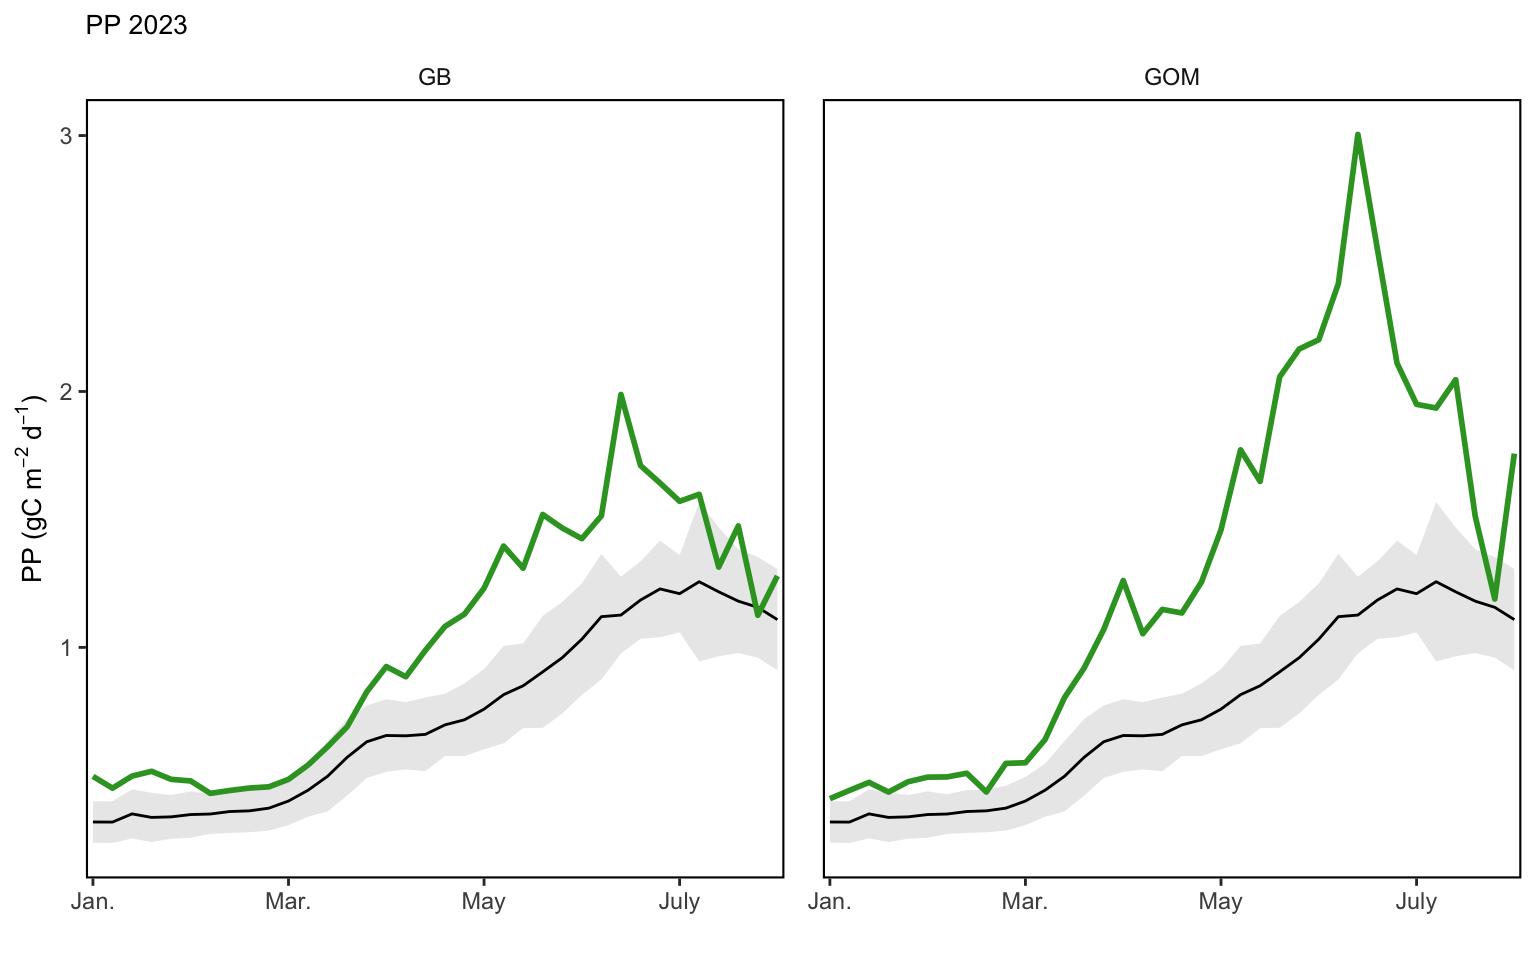 PP 2023
GB
GOM
PP (gC m⁻² d⁻¹)
3
2
1
Jan.
Mar.
May
July
Jan.
Mar.
May
July